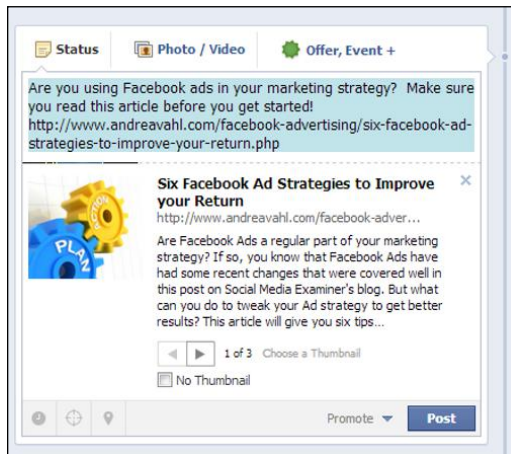 Status Photo / Video Offer, Event +
Are you using Facebook ads in your marketing strategy? Make sure
you read this article before you get started!
http://www.andreavahl.com/facebook-advertising/six-facebook-ad-
strategies-to-improve-your-return.php
Six Facebook Ad Strategies to Improve
your Return
http://www.andreavahl.com/facebook-adver...
Are Facebook Ads a regular part of your marketing
strategy? If so, you know that Facebook Ads have
had some recent changes that were covered well in
this post on Social Media Examiner's blog. But what
can you do to tweak your Ad strategy to get better
results? This article will give you six tips...
ACTION
PLAN
1 of 3 Choose a Thumbnail
No Thumbnail
Promote Post